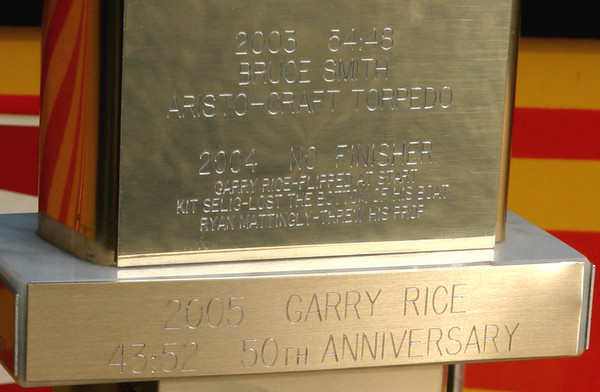 2003 54:48
BRUCE SMITH
ARISTO-CRAFT TORPEDO
2004 NO FINISHER
GARRY RICE-FLIPPED AT START
KIT SELIG-LOST THE BOTTOM OF HIS BOAT
RYAN MATTINGLY-THREW HIS PROP
2005 GARRY RICE
43:52 50TH ANNIVERSARY